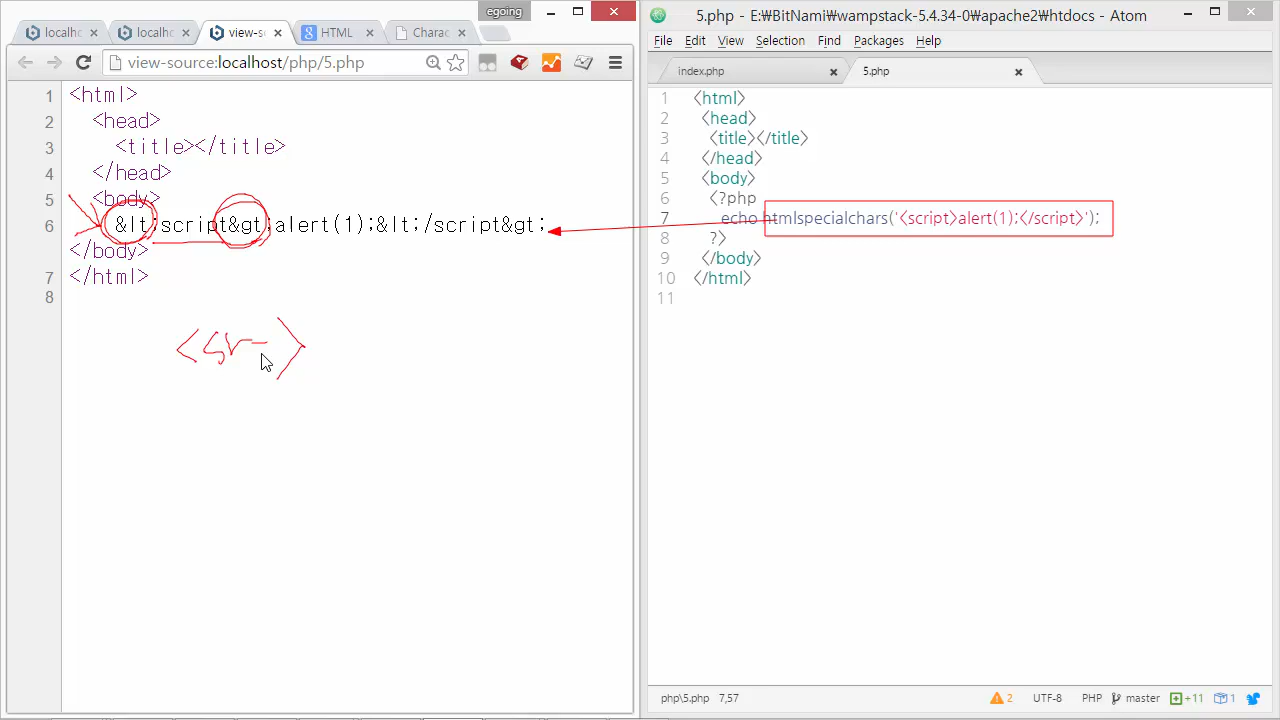 egoing
localhc
localhc
view-s
HTML
Charac
view-source:localhost/php/5.php
1 <html>
2 <head>
3 <title></title>
4 </head>
5 <body>
6 &lt;script&gt;alert(1);&lt;/script&gt;
</body>
7 </html>
8
5.php - E:₩BitNami₩wampstack-5.4.34-0₩apache2₩htdocs - Atom
File Edit View Selection Find Packages Help
index.php
5.php
1 <html>
2 <head>
3 <title></title>
4 </head>
5 <body>
6 <?php
7 echo htmlspecialchars('<script>alert(1);</script>');
8 ?>
9 </body>
10 </html>
11
php\5.php 7,57
2 UTF-8 PHP master +11 1